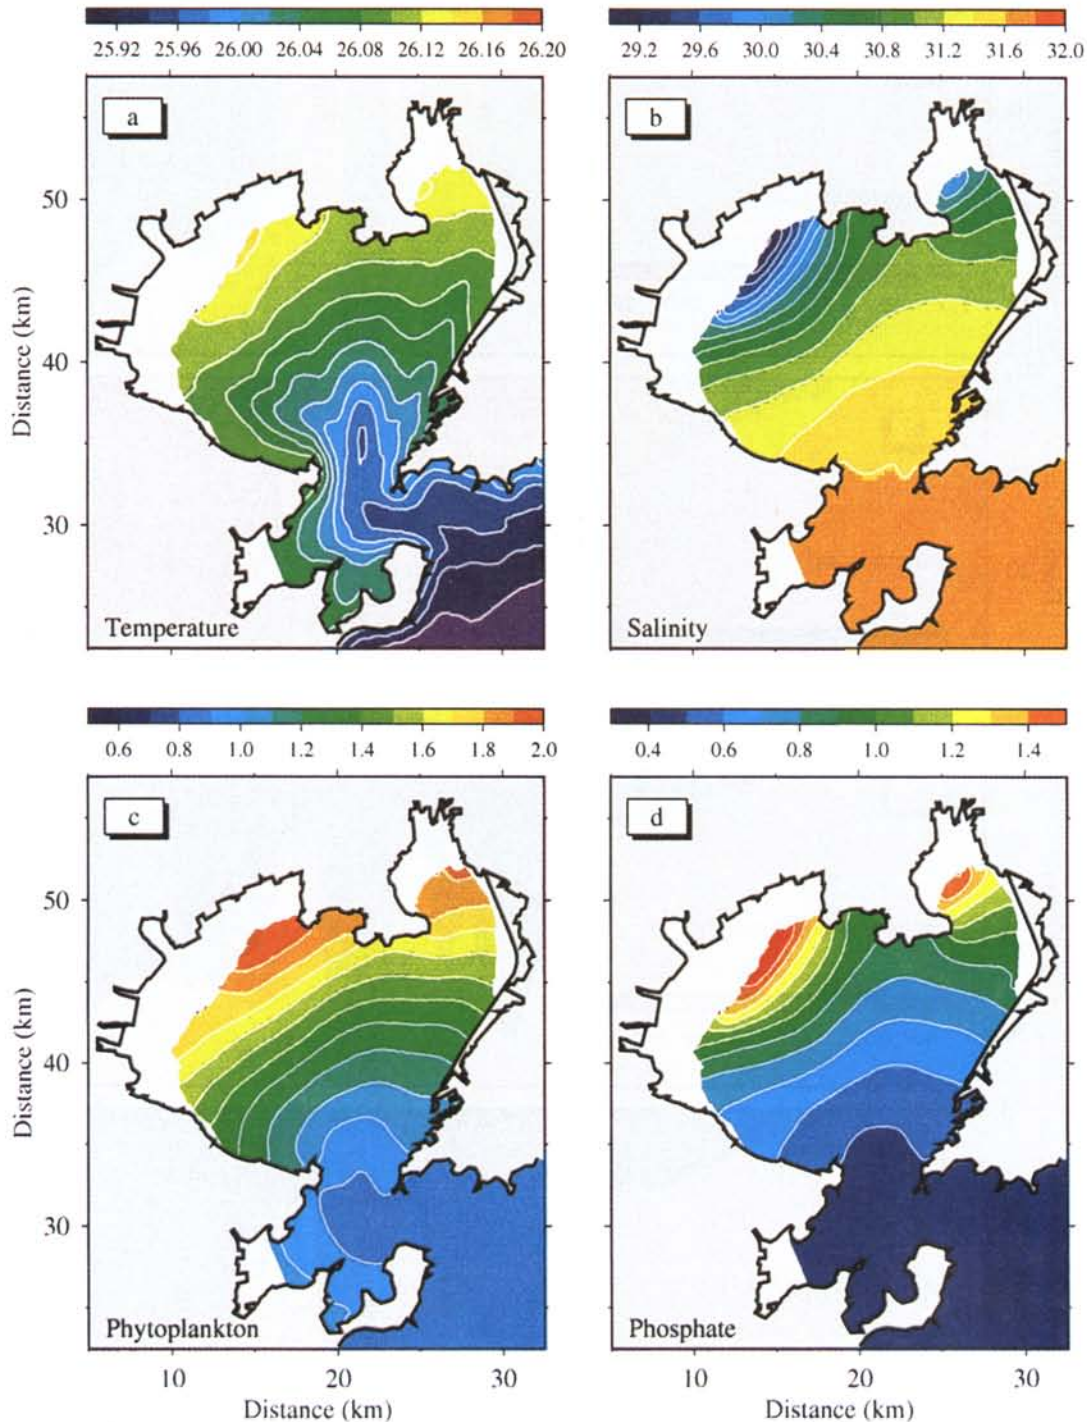 25.92 25.96 26.00 26.04 26.08 26.12 26.16 26.20
29.2 29.6 30.0 30.4 30.8 31.2 31.6 32.0
a
b
50
40
30
Distance (km)
Temperature
Salinity
0.6 0.8 1.0 1.2 1.4 1.6 1.8 2.0
0.4 0.6 0.8 1.0 1.2 1.4
c
d
50
40
30
Distance (km)
Phytoplankton
Phosphate
10 20 30
10 20 30
Distance (km)
Distance (km)